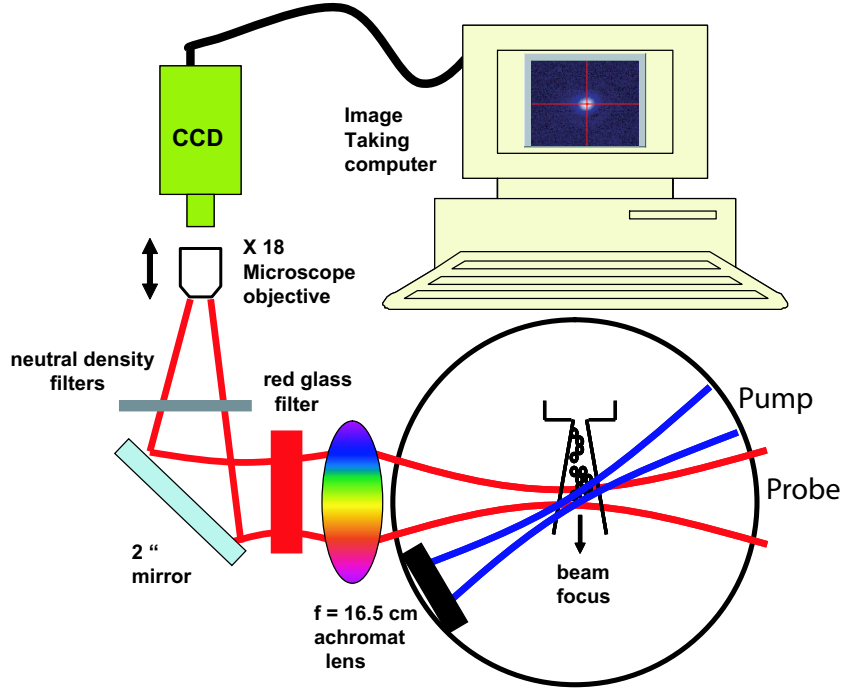 CCD
Image
Taking
computer
X 18
Microscope
objective
neutral density
filters
red glass
filter
Pump
Probe
2 “
mirror
beam
focus
f = 16.5 cm
achromat
lens